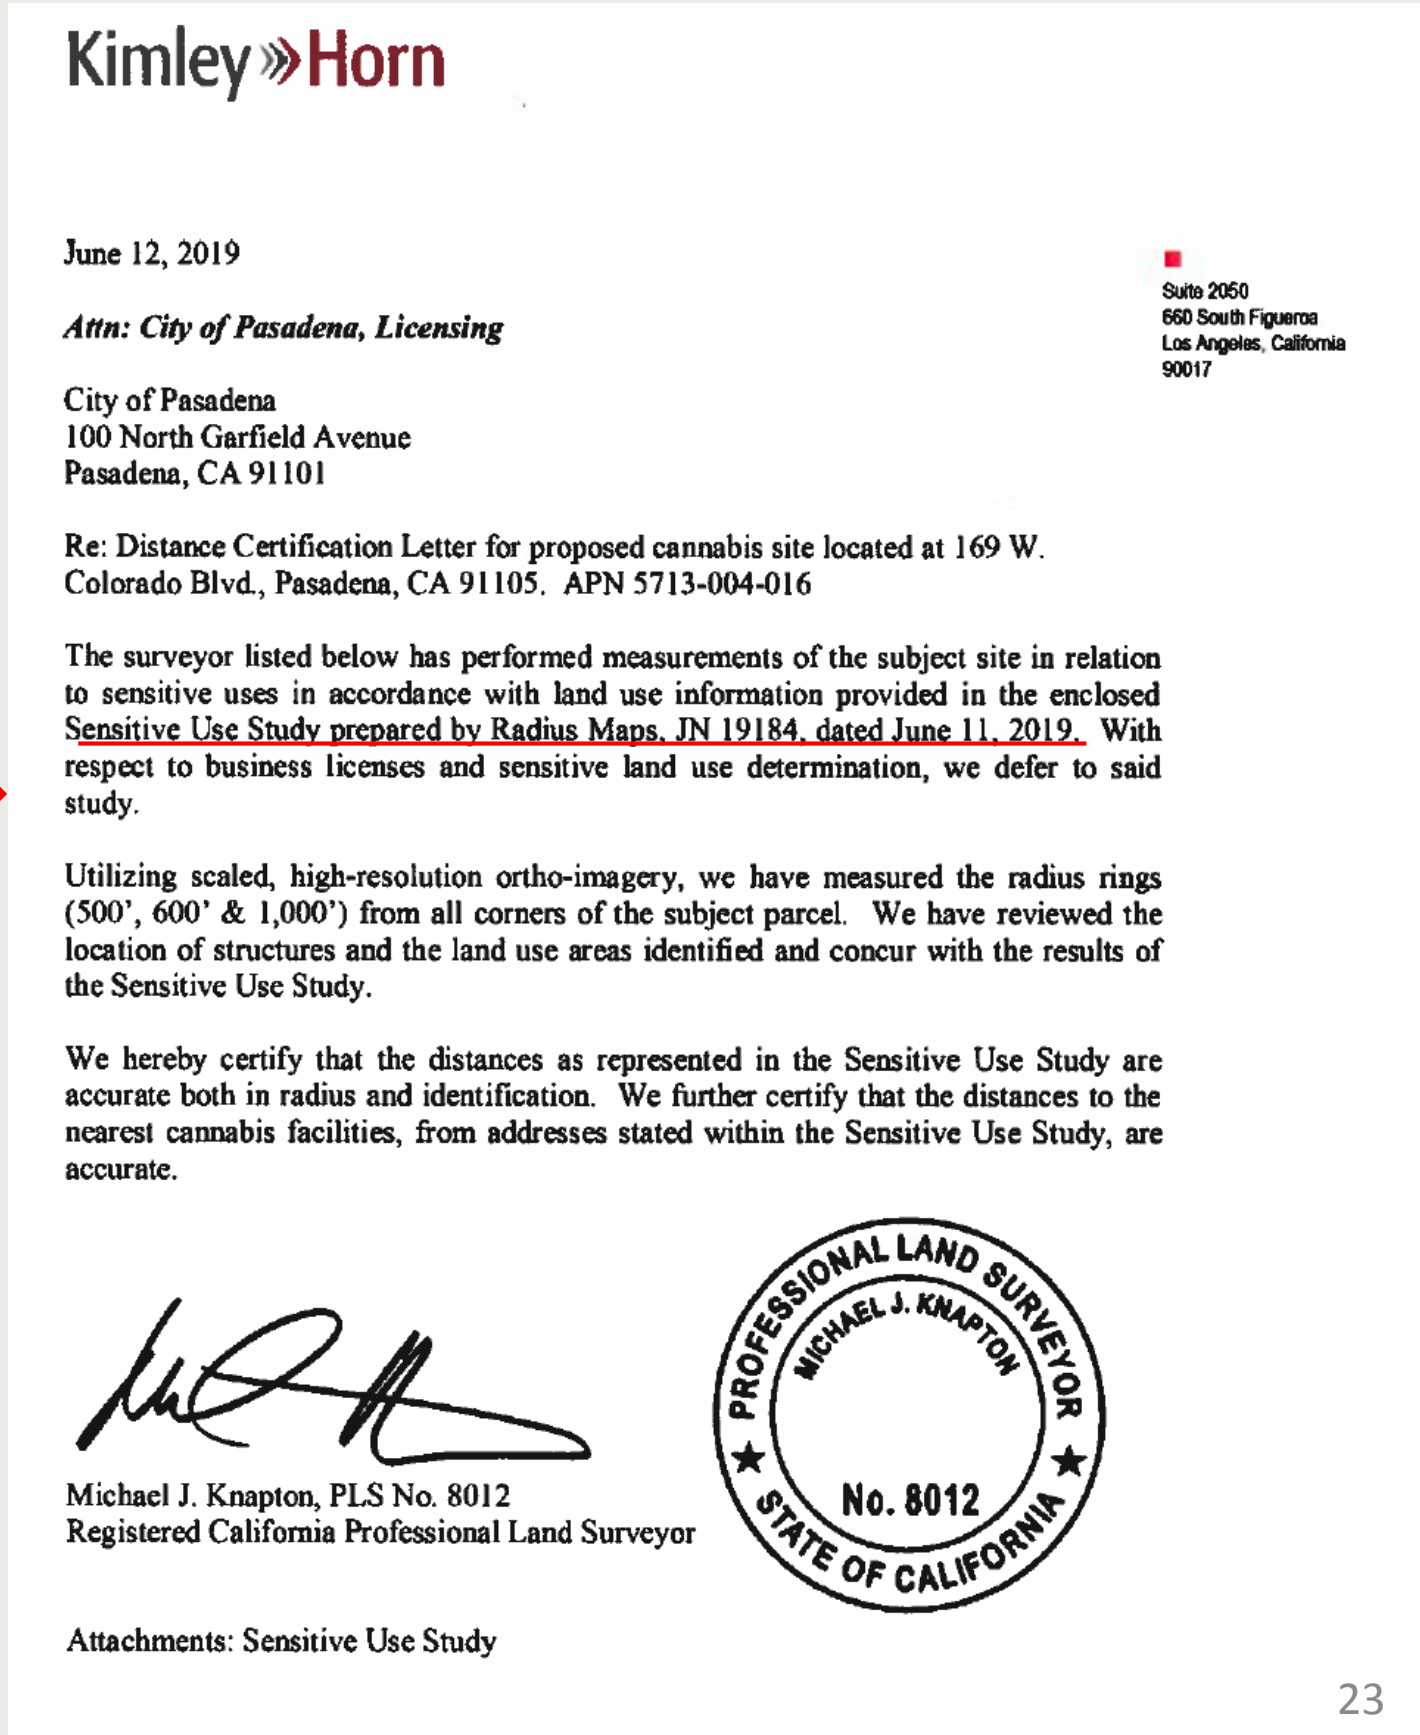 Kimley»Horn
June 12, 2019
Suite 2050
660 South Figueroa
Los Angeles, California
90017
Attn: City of Pasadena, Licensing
City of Pasadena
100 North Garfield Avenue
Pasadena, CA 91101
Re: Distance Certification Letter for proposed cannabis site located at 169 W.
Colorado Blvd., Pasadena, CA 91105. APN 5713-004-016
The surveyor listed below has performed measurements of the subject site in relation
to sensitive uses in accordance with land use information provided in the enclosed
Sensitive Use Study prepared by Radius Maps, JN 19184, dated June 11, 2019. With
respect to business licenses and sensitive land use determination, we defer to said
study.
Utilizing scaled, high-resolution ortho-imagery, we have measured the radius rings
(500’, 600’ & 1,000’) from all corners of the subject parcel. We have reviewed the
location of structures and the land use areas identified and concur with the results of
the Sensitive Use Study.
We hereby certify that the distances as represented in the Sensitive Use Study are
accurate both in radius and identification. We further certify that the distances to the
nearest cannabis facilities, from addresses stated within the Sensitive Use Study, are
accurate.
PROFESSIONAL LAND SURVEYOR
MICHAEL J. KNAPTON
No. 8012
STATE OF CALIFORNIA
Michael J. Knapton, PLS No. 8012
Registered California Professional Land Surveyor
Attachments: Sensitive Use Study
23